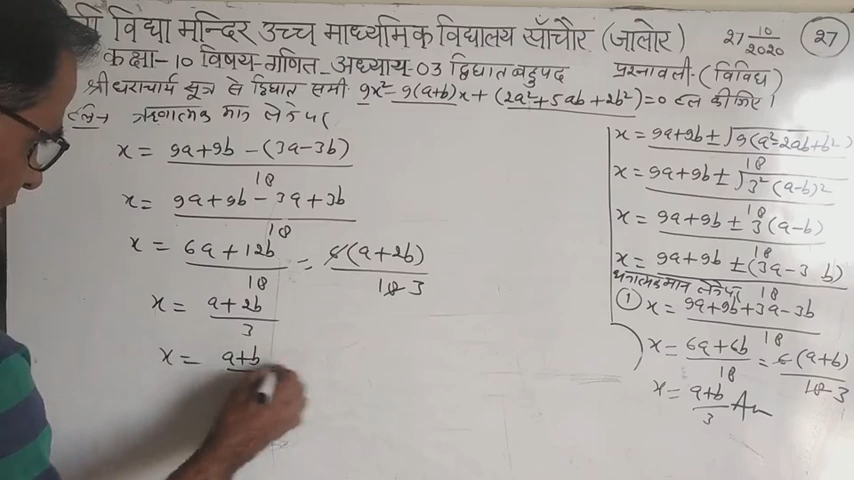 विद्या मन्दिर उच्च माध्यमिक विद्यालय साँचौर (जालोर) 27 10/2020 27
कक्षा-१० विषय-गणित_अध्याय-03 द्विघात बहुपद प्रश्नावली-(विविध)
श्रीधराचार्य सूत्र से द्विघात समी 9x²-9(a+b)x+(2a²+5ab+2b²)=0 हल कीजिए।
हल→ ऋणात्मक मान लेने पर
x = 9a+9b-(3a-3b)/18
x = 9a+9b-3a+3b/18
x = 6a+12b/18 = 6(a+2b)/18 3
x = a+2b/3
x = a+b
x = 9a+9b±√9(a²-2ab+b²)/18
x = 9a+9b±√3²(a-b)²/18
x = 9a+9b±3(a-b)/18
x = 9a+9b±(3a-3b)/18
धनात्मक मान लेने पर
① x = 9a+9b+3a-3b/18
x = 6a+6b/18 = 6(a+b)/18 3
x = a+b/3 An